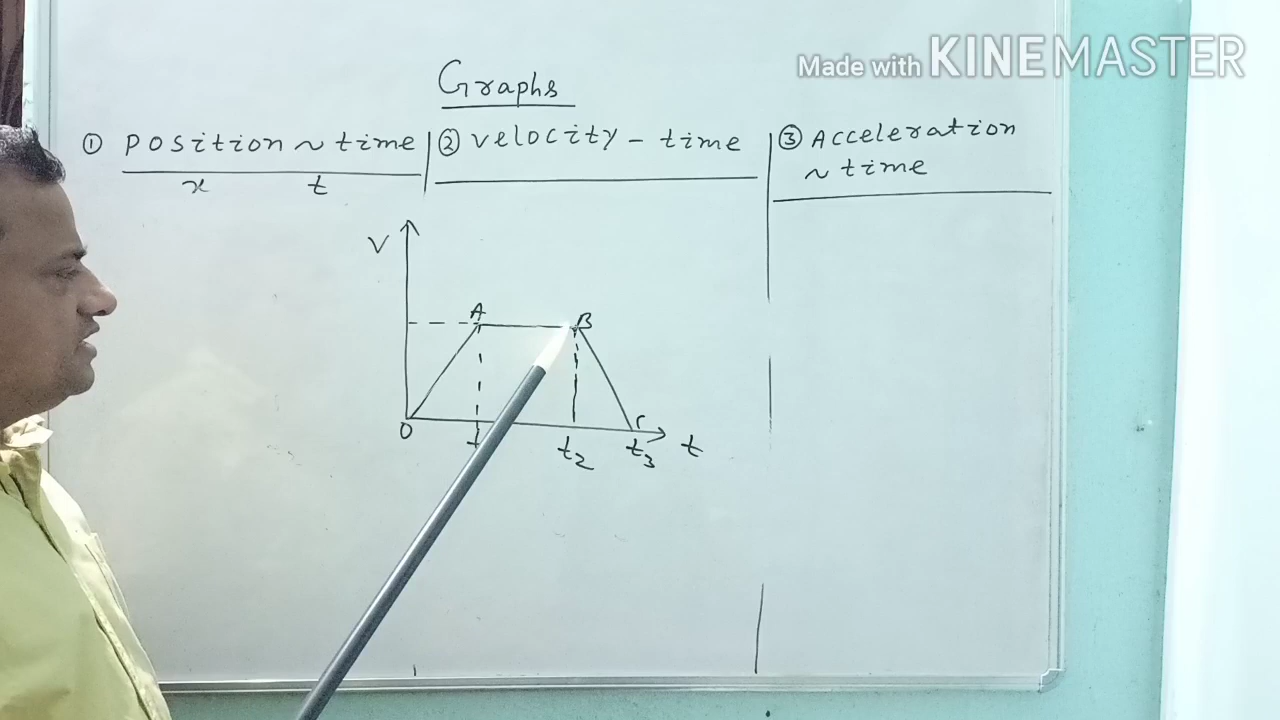 Made with KINEMASTER
Graphs
① Position ~ time
x t
② Velocity - time
③ Acceleration
~ time
V
A
B
O
t
t2
C
t3
t